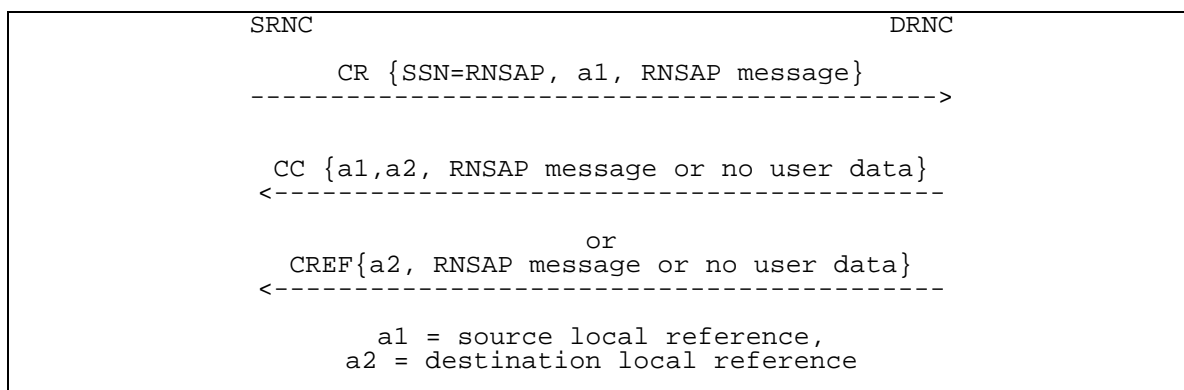 SRNC DRNC
CR {SSN=RNSAP, a1, RNSAP message}
------------------------------------------->
CC {a1,a2, RNSAP message or no user data}
<------------------------------------------
or
CREF{a2, RNSAP message or no user data}
<------------------------------------------
a1 = source local reference,
a2 = destination local reference